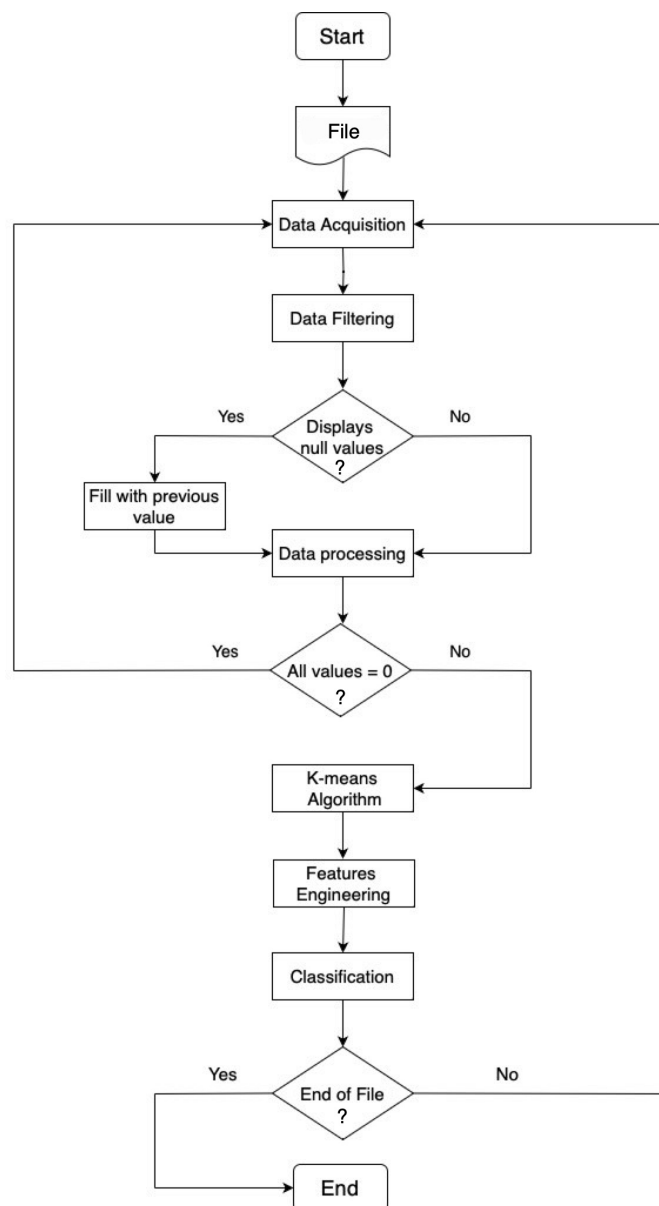 Start
File
Data Acquisition
Data Filtering
Yes
No
Displays
null values
?
Fill with previous
value
Data processing
Yes
No
All values = 0
?
K-means
Algorithm
Features
Engineering
Classification
Yes
No
End of File
?
End